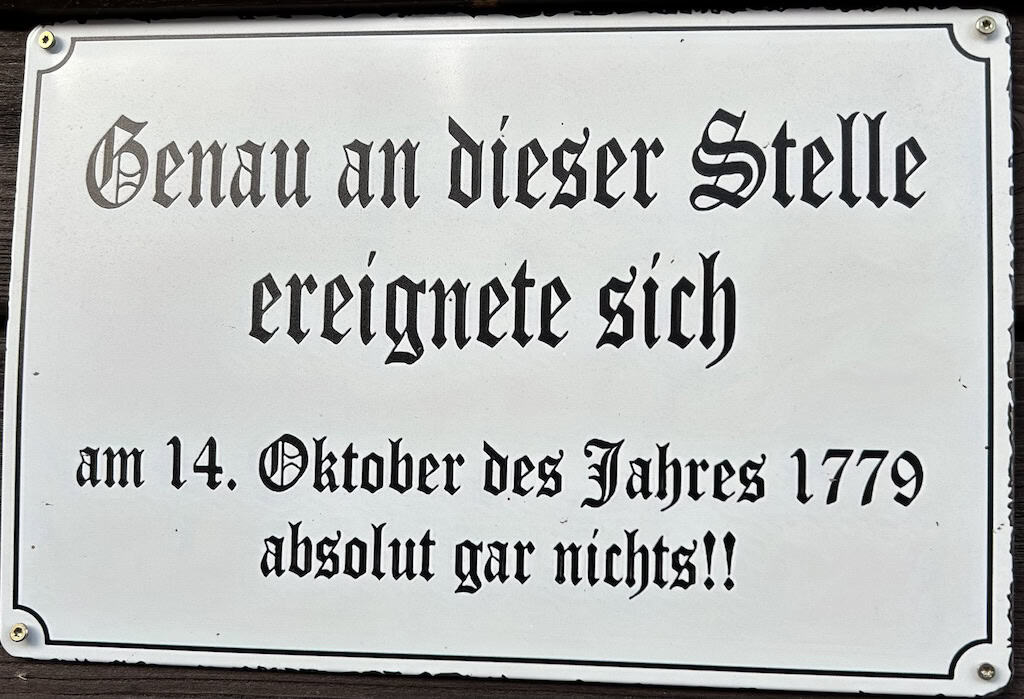 Genau an dieser Stelle
ereignete sich
am 14. Oktober des Jahres 1779
absolut gar nichts!!